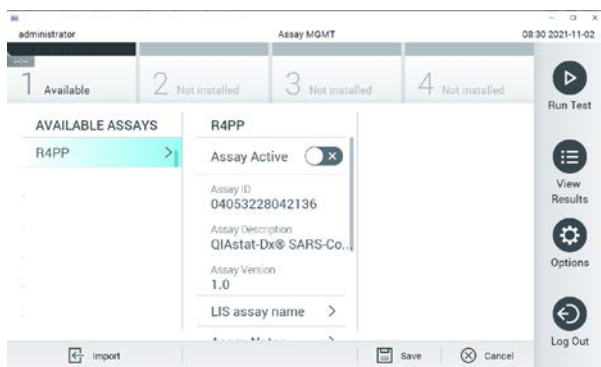 administrator Assay MGMT 08:30 2021-11-02
1 Available 2 Not installed 3 Not installed 4 Not installed
Run Test
AVAILABLE ASSAYS
R4PP
R4PP
Assay Active
Assay ID
04053228042136
Assay Description
QIAstat-Dx® SARS-Co...
Assay Version
1.0
LIS assay name
View
Results
Options
Log Out
Import Save Cancel